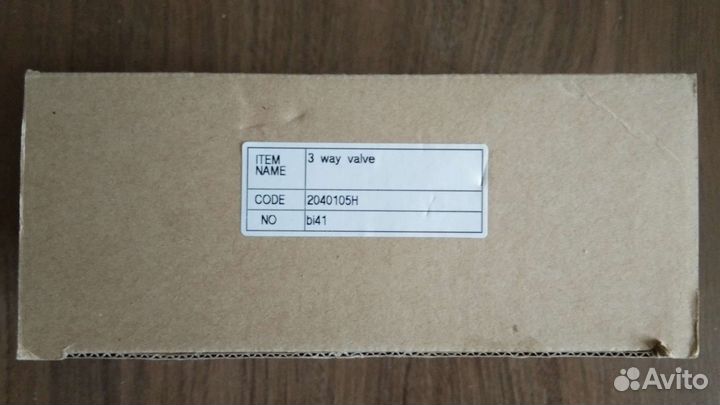 ITEM NAME 3 way valve
CODE 2040105H
NO bi41
Avito